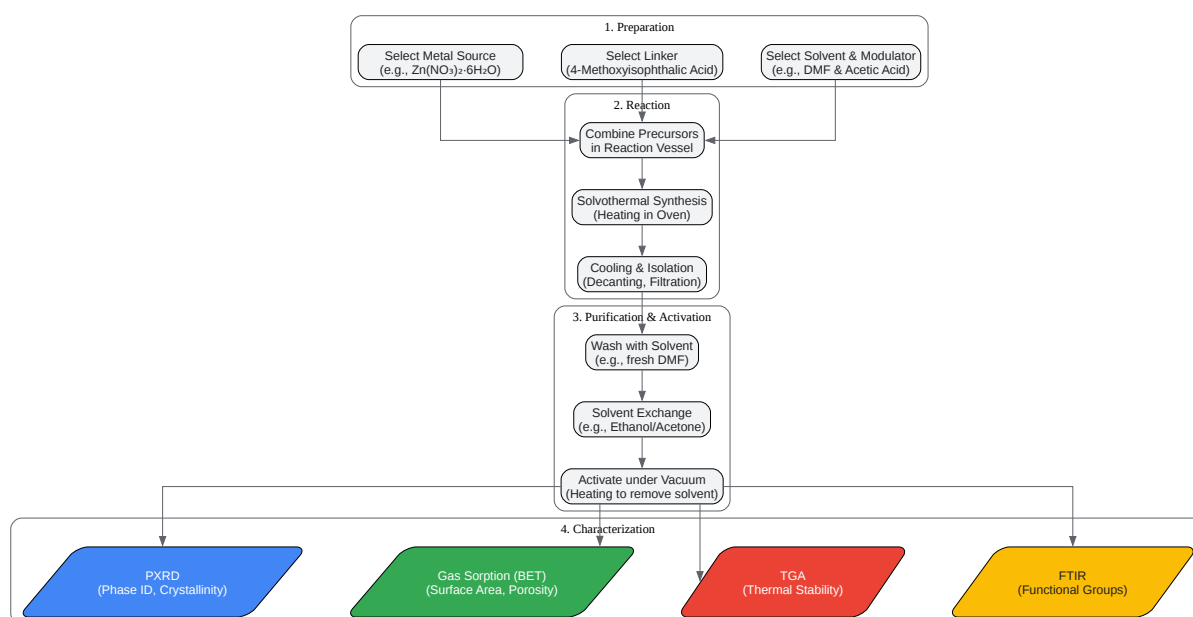 1. Preparation
Select Metal Source
(e.g., Zn(NO₃)₂·6H₂O)
Select Linker
(4-Methoxyisophthalic Acid)
Select Solvent & Modulator
(e.g., DMF & Acetic Acid)
2. Reaction
Combine Precursors
in Reaction Vessel
Solvothermal Synthesis
(Heating in Oven)
Cooling & Isolation
(Decanting, Filtration)
3. Purification & Activation
Wash with Solvent
(e.g., fresh DMF)
Solvent Exchange
(e.g., Ethanol/Acetone)
Activate under Vacuum
(Heating to remove solvent)
4. Characterization
PXRD
(Phase ID, Crystallinity)
Gas Sorption (BET)
(Surface Area, Porosity)
TGA
(Thermal Stability)
FTIR
(Functional Groups)